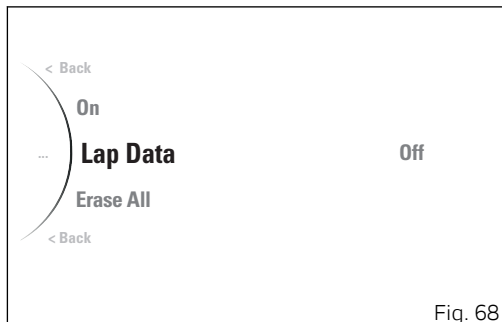 < Back
On
... Lap Data Off
Erase All
< Back
Fig. 68